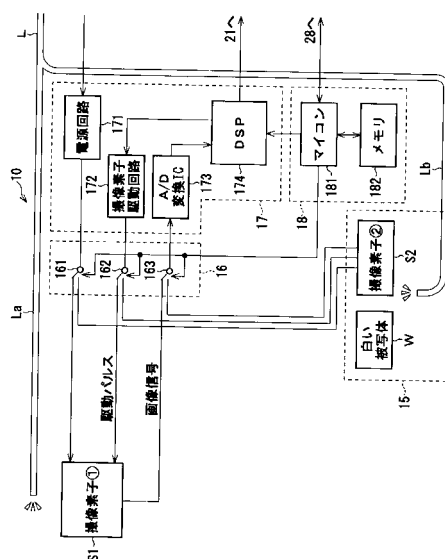 10
La
L
電源回路
171
21へ
28へ
172
撮像素子
駆動回路
A/D
変換IC
173
DSP
174
マイコン
181
メモリ
182
17
18
161
162
163
16
駆動パルス
画像信号
撮像素子①
S1
撮像素子②
S2
白い
被写体
W
15
Lb